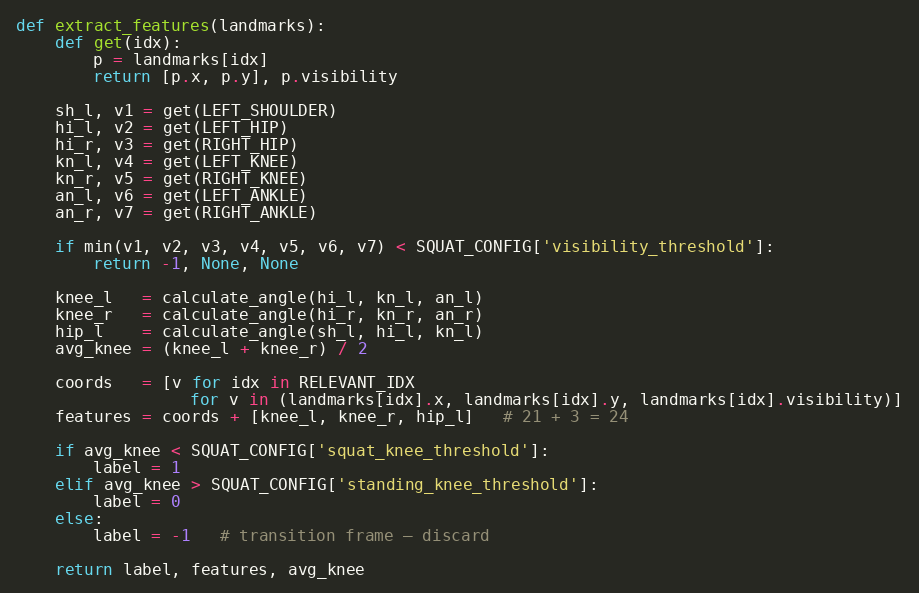 def extract_features(landmarks):
    def get(idx):
        p = landmarks[idx]
        return [p.x, p.y], p.visibility

    sh_l, v1 = get(LEFT_SHOULDER)
    hi_l, v2 = get(LEFT_HIP)
    hi_r, v3 = get(RIGHT_HIP)
    kn_l, v4 = get(LEFT_KNEE)
    kn_r, v5 = get(RIGHT_KNEE)
    an_l, v6 = get(LEFT_ANKLE)
    an_r, v7 = get(RIGHT_ANKLE)

    if min(v1, v2, v3, v4, v5, v6, v7) < SQUAT_CONFIG['visibility_threshold']:
        return -1, None, None

    knee_l   = calculate_angle(hi_l, kn_l, an_l)
    knee_r   = calculate_angle(hi_r, kn_r, an_r)
    hip_l    = calculate_angle(sh_l, hi_l, kn_l)
    avg_knee = (knee_l + knee_r) / 2

    coords   = [v for idx in RELEVANT_IDX
                  for v in (landmarks[idx].x, landmarks[idx].y, landmarks[idx].visibility)]
    features = coords + [knee_l, knee_r, hip_l]   # 21 + 3 = 24

    if avg_knee < SQUAT_CONFIG['squat_knee_threshold']:
        label = 1
    elif avg_knee > SQUAT_CONFIG['standing_knee_threshold']:
        label = 0
    else:
        label = -1   # transition frame — discard

    return label, features, avg_knee